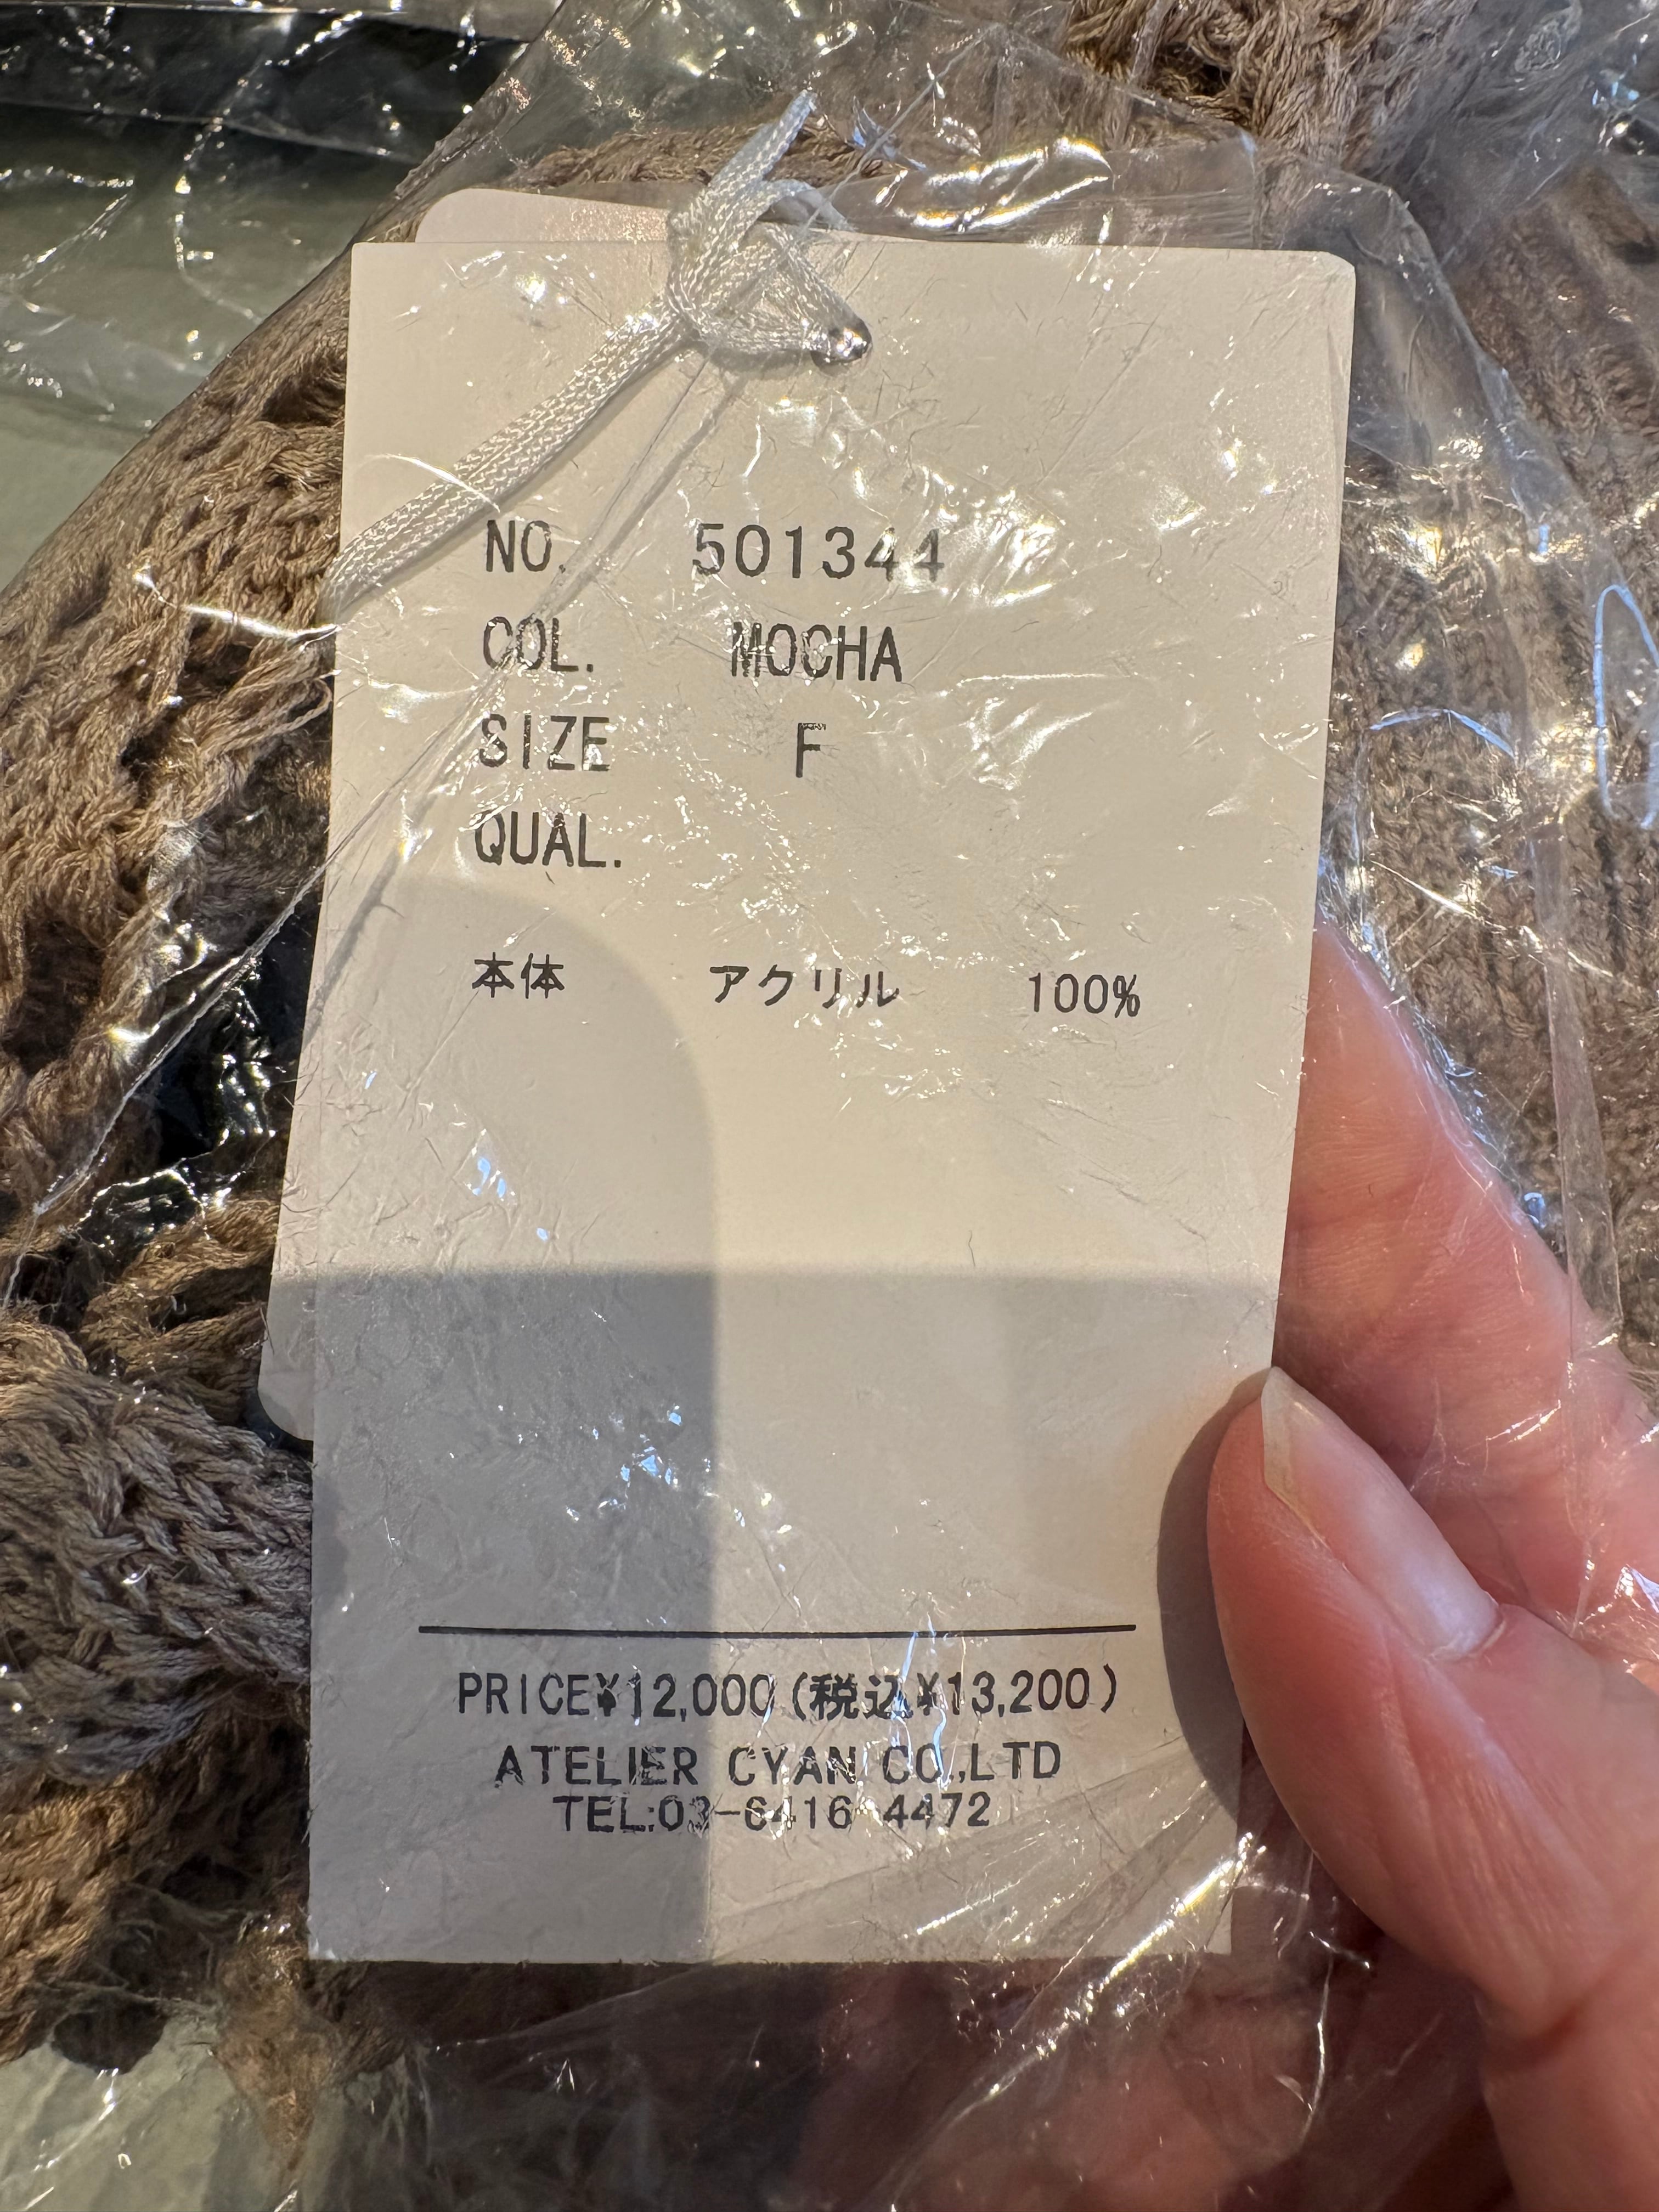 NO. 501344
COL. MOCHA
SIZE F
QUAL.
本体 アクリル 100%
PRICE¥12,000(税込¥13,200)
ATELIER CYAN CO.,LTD
TEL:03-6416-4472